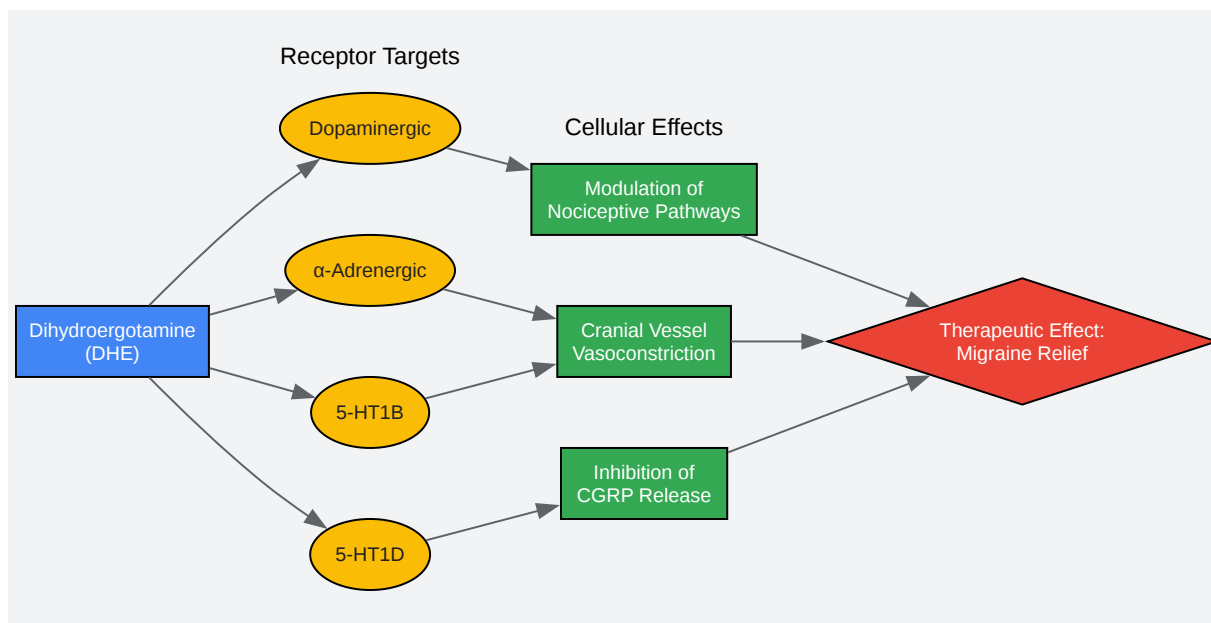 Receptor Targets
Dopaminergic
Cellular Effects
Modulation of
Nociceptive Pathways
α-Adrenergic
Dihydroergotamine
(DHE)
Cranial Vessel
Vasoconstriction
Therapeutic Effect:
Migraine Relief
5-HT1B
Inhibition of
CGRP Release
5-HT1D